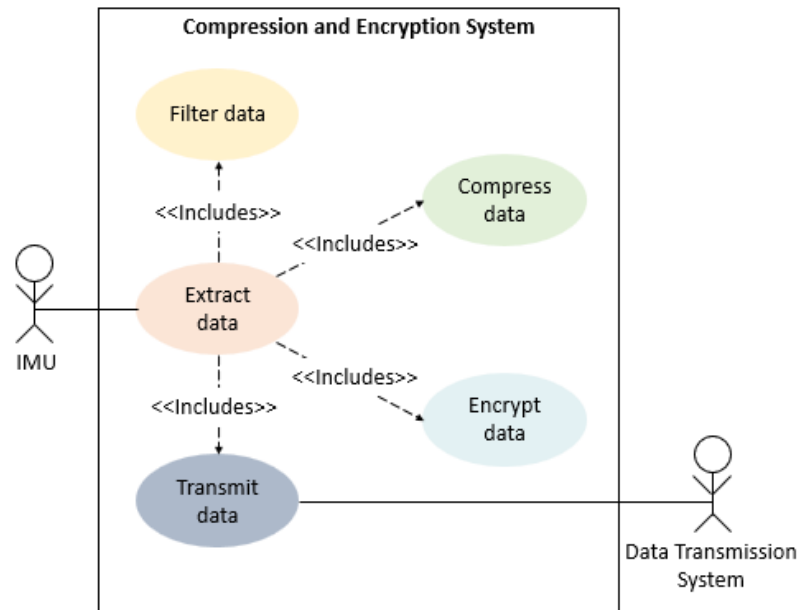 Compression and Encryption System
Filter data
<<Includes>>
Compress
data
<<Includes>>
Extract
data
IMU
<<Includes>>
<<Includes>>
Encrypt
data
Transmit
data
Data Transmission
System